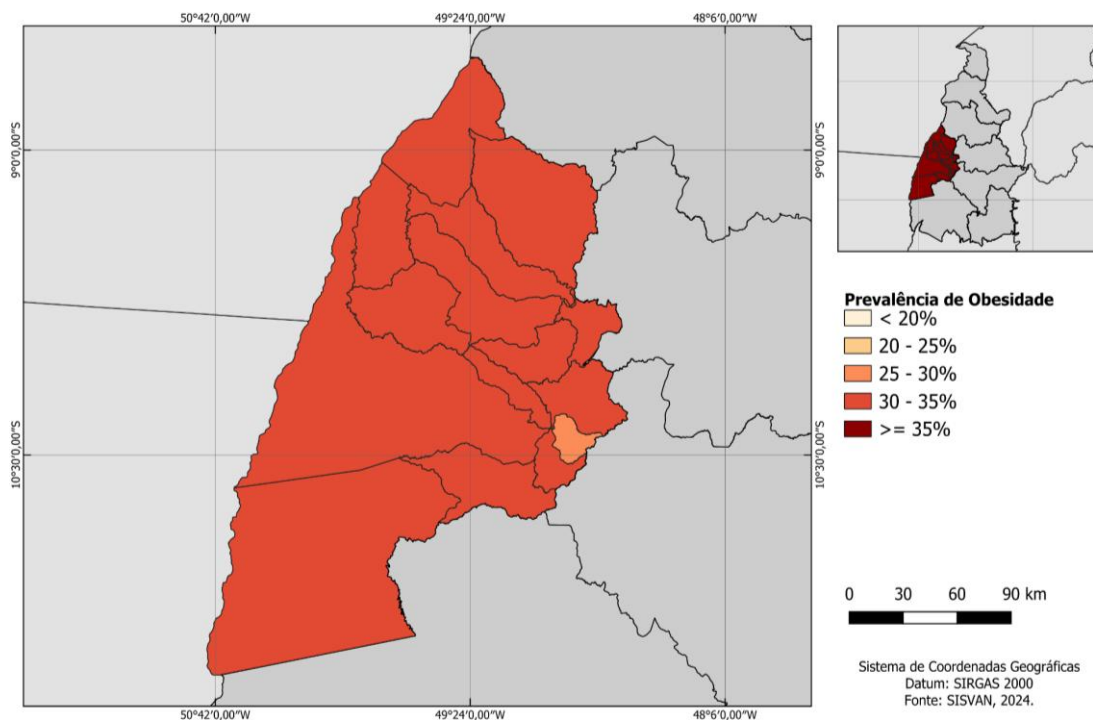 50°42'0,00"W 49°24'0,00"W 48°6'0,00"W
9°0'0,00"S
9°0'0,00"S
10°30'0,00"S
10°30'0,00"S
50°42'0,00"W 49°24'0,00"W 48°6'0,00"W
Prevalência de Obesidade
< 20%
20 - 25%
25 - 30%
30 - 35%
>= 35%
0 30 60 90 km
Sistema de Coordenadas Geográficas
Datum: SIRGAS 2000
Fonte: SISVAN, 2024.